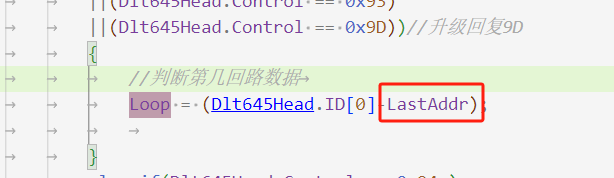 ||(Dlt645Head.Control == 0x93)
||(Dlt645Head.Control == 0x9D))//升级回复9D
{
//判断第几回路数据
Loop = (Dlt645Head.ID[0]-LastAddr);
}